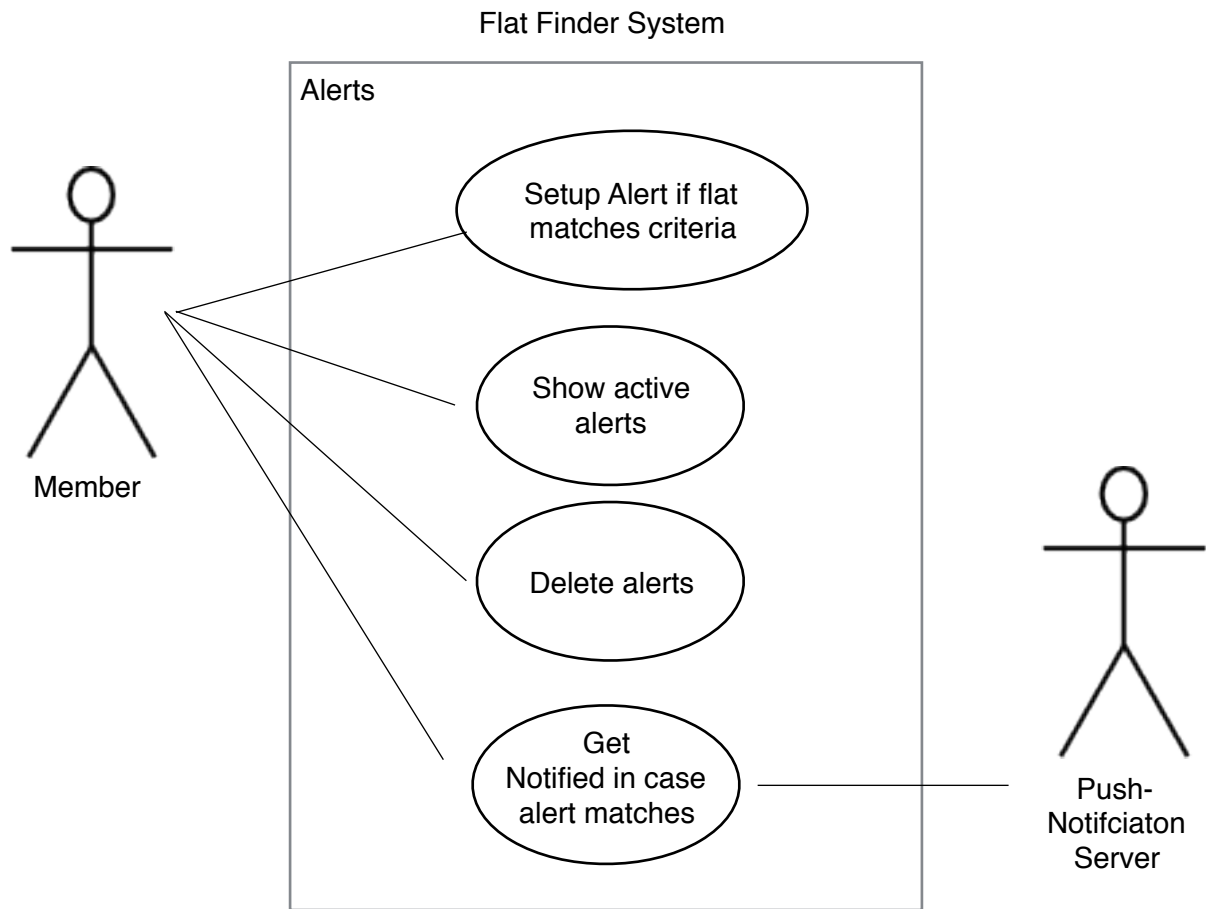 Flat Finder System
Alerts
Setup Alert if flat
matches criteria
Show active
alerts
Member
Delete alerts
Get
Notified in case
alert matches
Push-
Notifciaton
Server